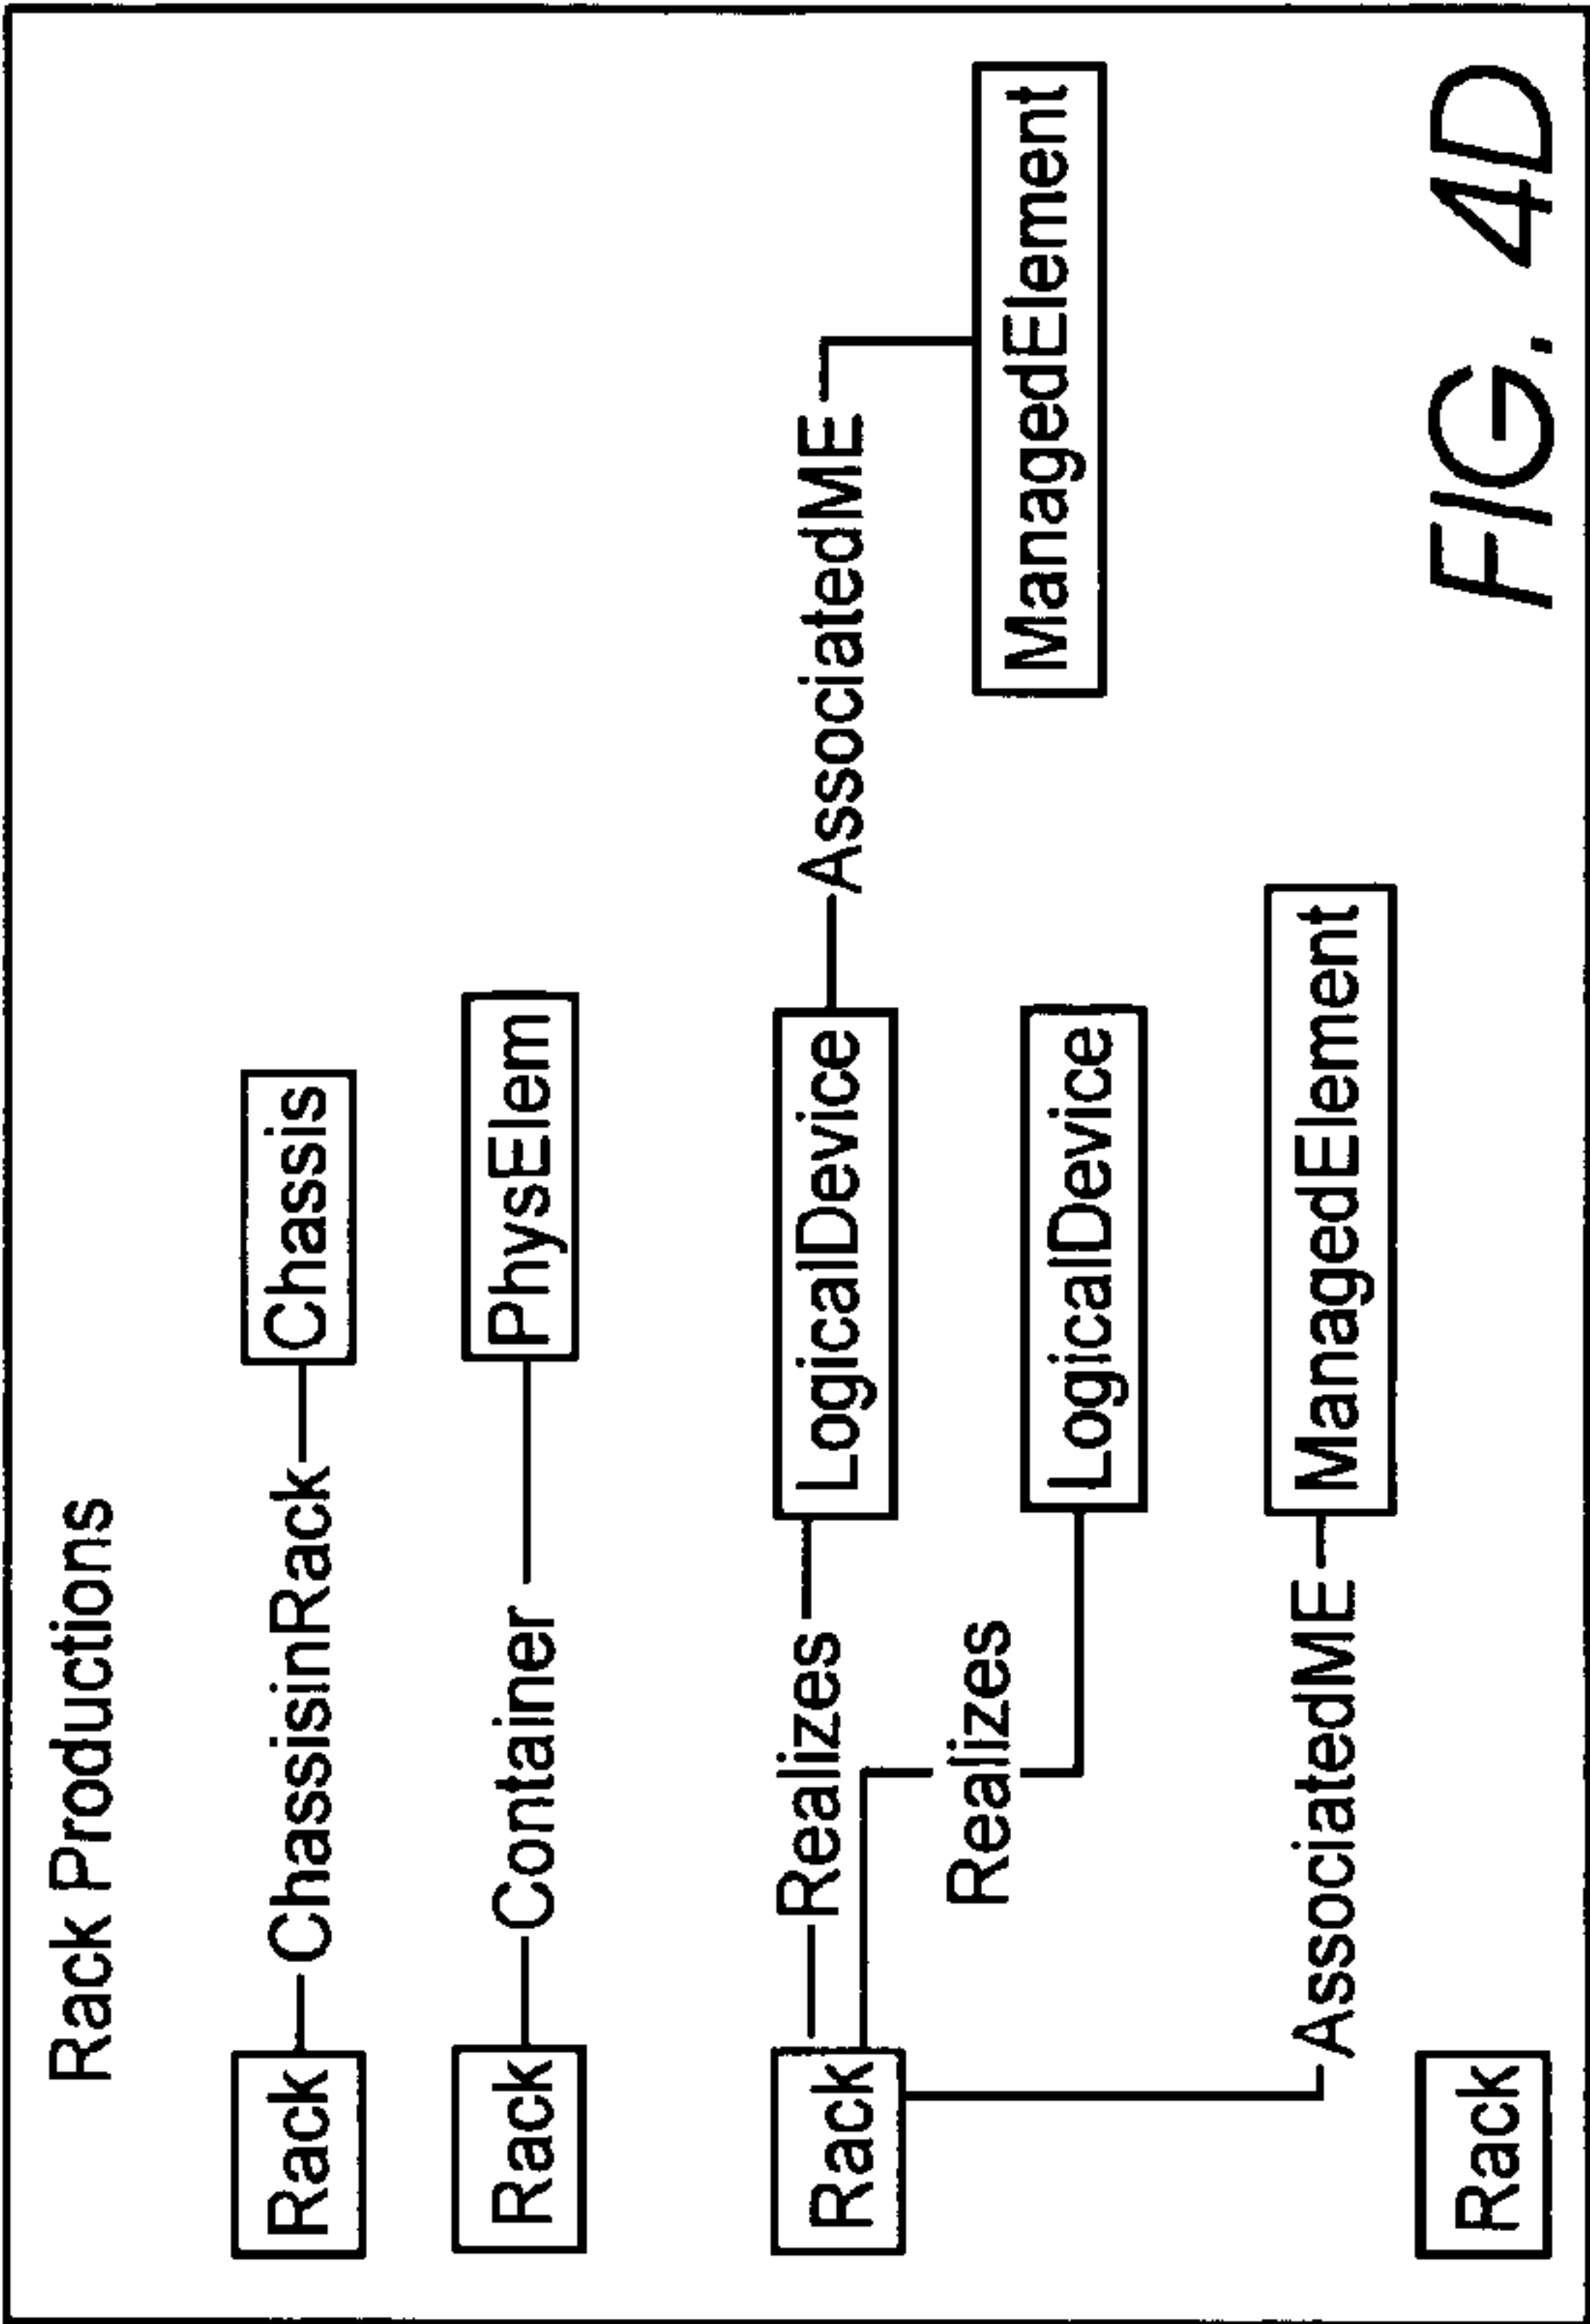 Rack Productions
Rack ChassisinRack Chassis
Rack Container PhysElem
Rack Realizes LogicalDevice AssociatedME
Realizes LogicalDevice ManagedElement
AssociatedME ManagedElement
Rack
FIG. 4D